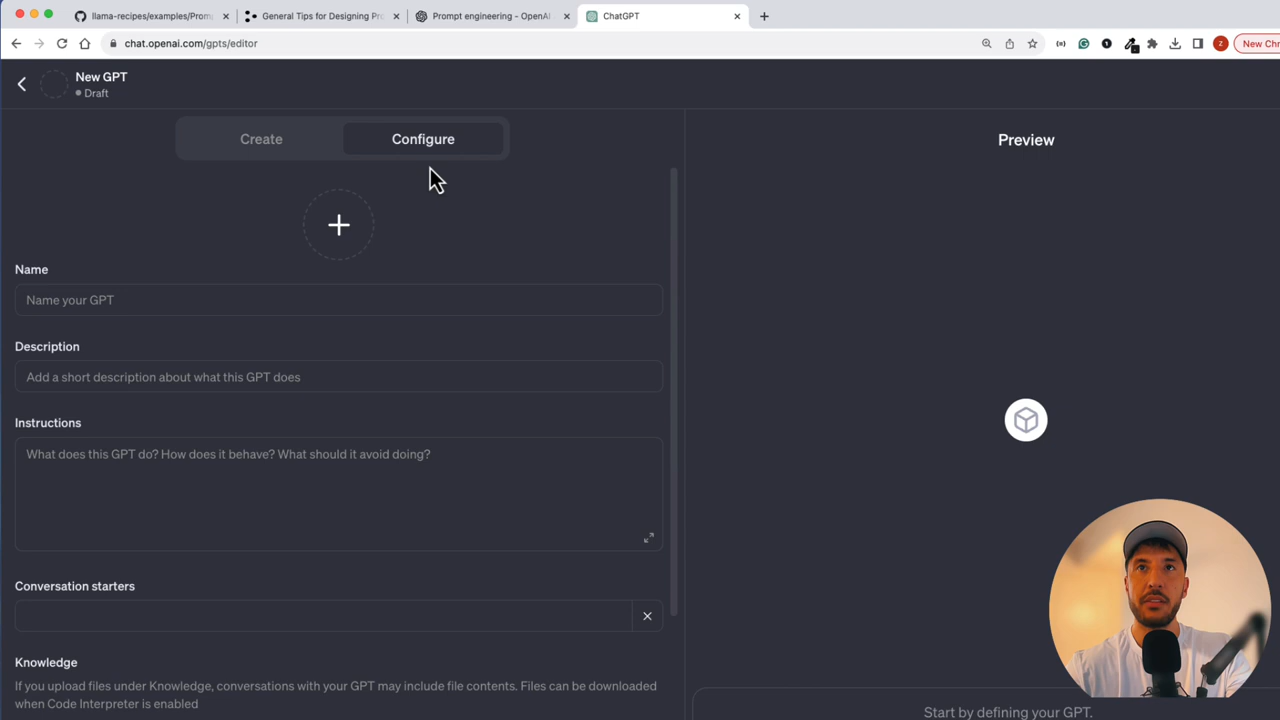 llama-recipes/examples/Prom
General Tips for Designing Pro
Prompt engineering - OpenAI
ChatGPT
chat.openai.com/gpts/editor
New Chr
New GPT
Draft
Create
Configure
Preview
Name
Name your GPT
Description
Add a short description about what this GPT does
Instructions
What does this GPT do? How does it behave? What should it avoid doing?
Conversation starters
Knowledge
If you upload files under Knowledge, conversations with your GPT may include file contents. Files can be downloaded
when Code Interpreter is enabled
Start by defining your GPT.